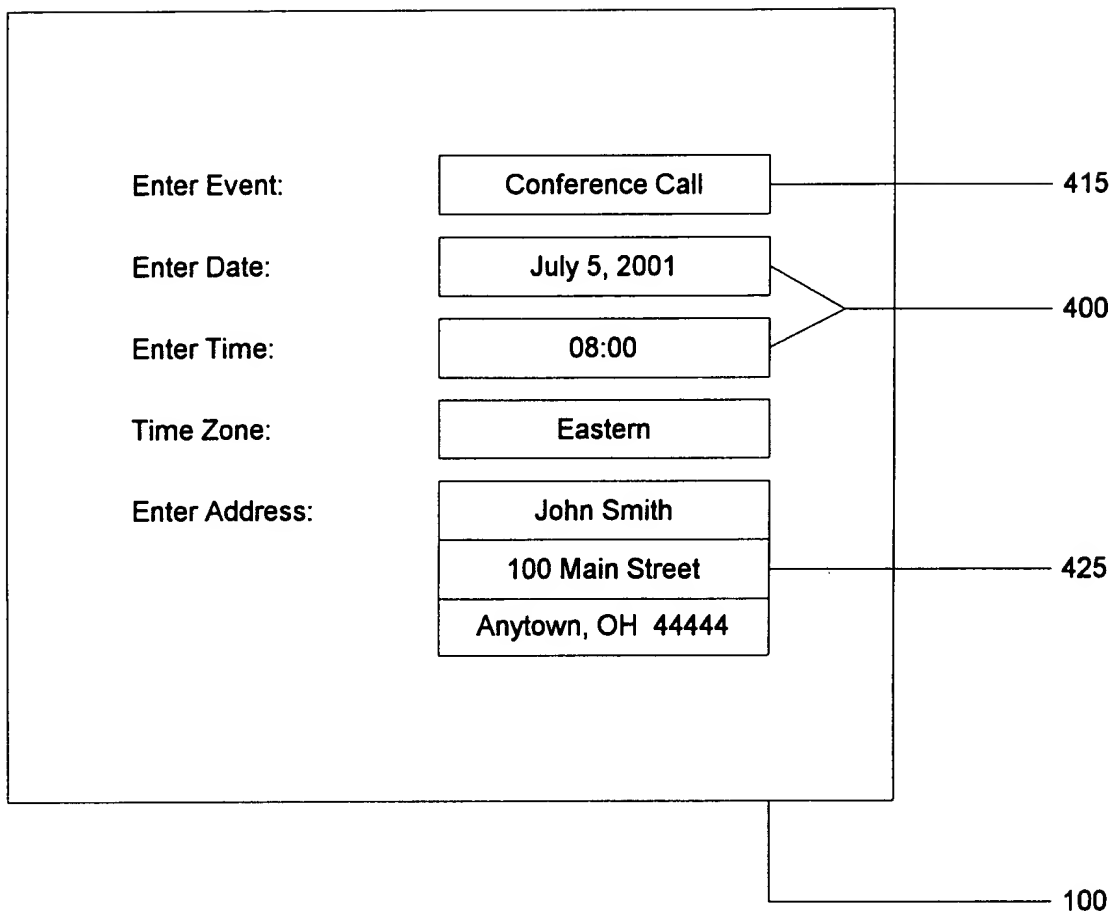 Enter Event: Conference Call 415
Enter Date: July 5, 2001
400
Enter Time: 08:00
Time Zone: Eastern
Enter Address: John Smith
100 Main Street 425
Anytown, OH 44444
100